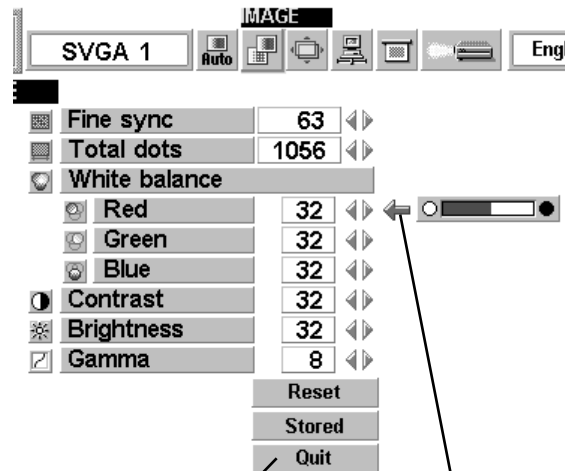 IMAGE
SVGA 1
Auto
Fine sync 63
Total dots 1056
White balance
Red 32
Green 32
Blue 32
Contrast 32
Brightness 32
Gamma 8
Reset
Stored
Quit